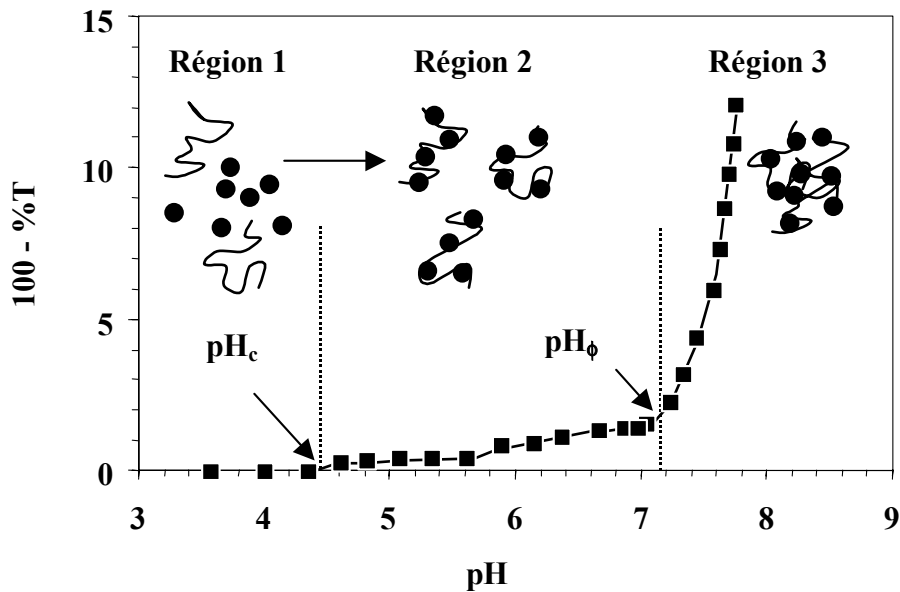 15
Région 1
Région 2
Région 3
10
100 - %T
5
pHc
pHϕ
0
3
4
5
6
7
8
9
pH